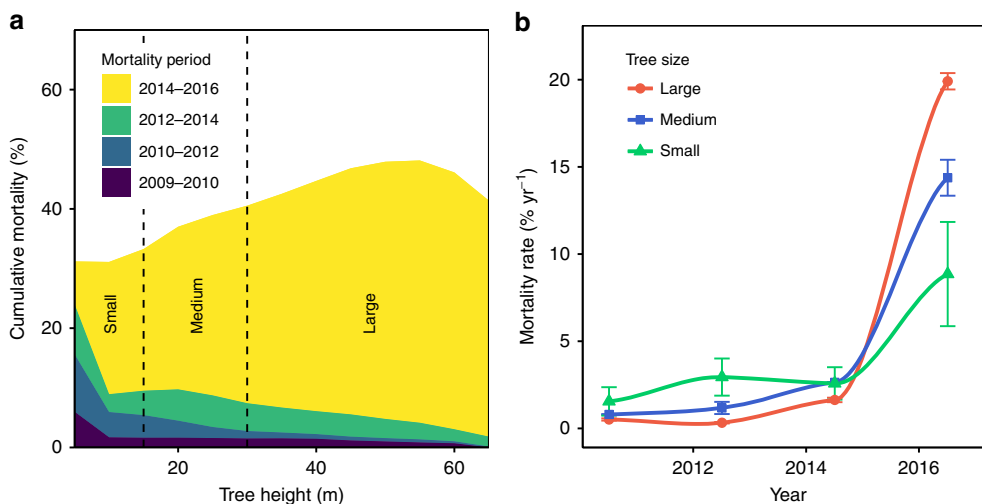 a
Mortality period
2014–2016
2012–2014
2010–2012
2009–2010
Small
Medium
Large
60
40
20
0
Cumulative mortality (%)
20
40
60
Tree height (m)
b
Tree size
Large
Medium
Small
20
15
10
5
0
Mortality rate (% yr⁻¹)
2012
2014
2016
Year